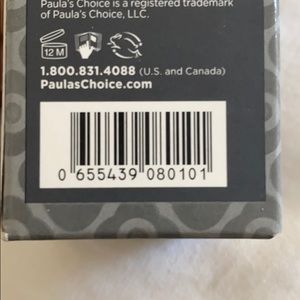 Paula's Choice is a registered trademark
of Paula's Choice, LLC.
12 M
1.800.831.4088 (U.S. and Canada)
PaulasChoice.com
0 655439 080101